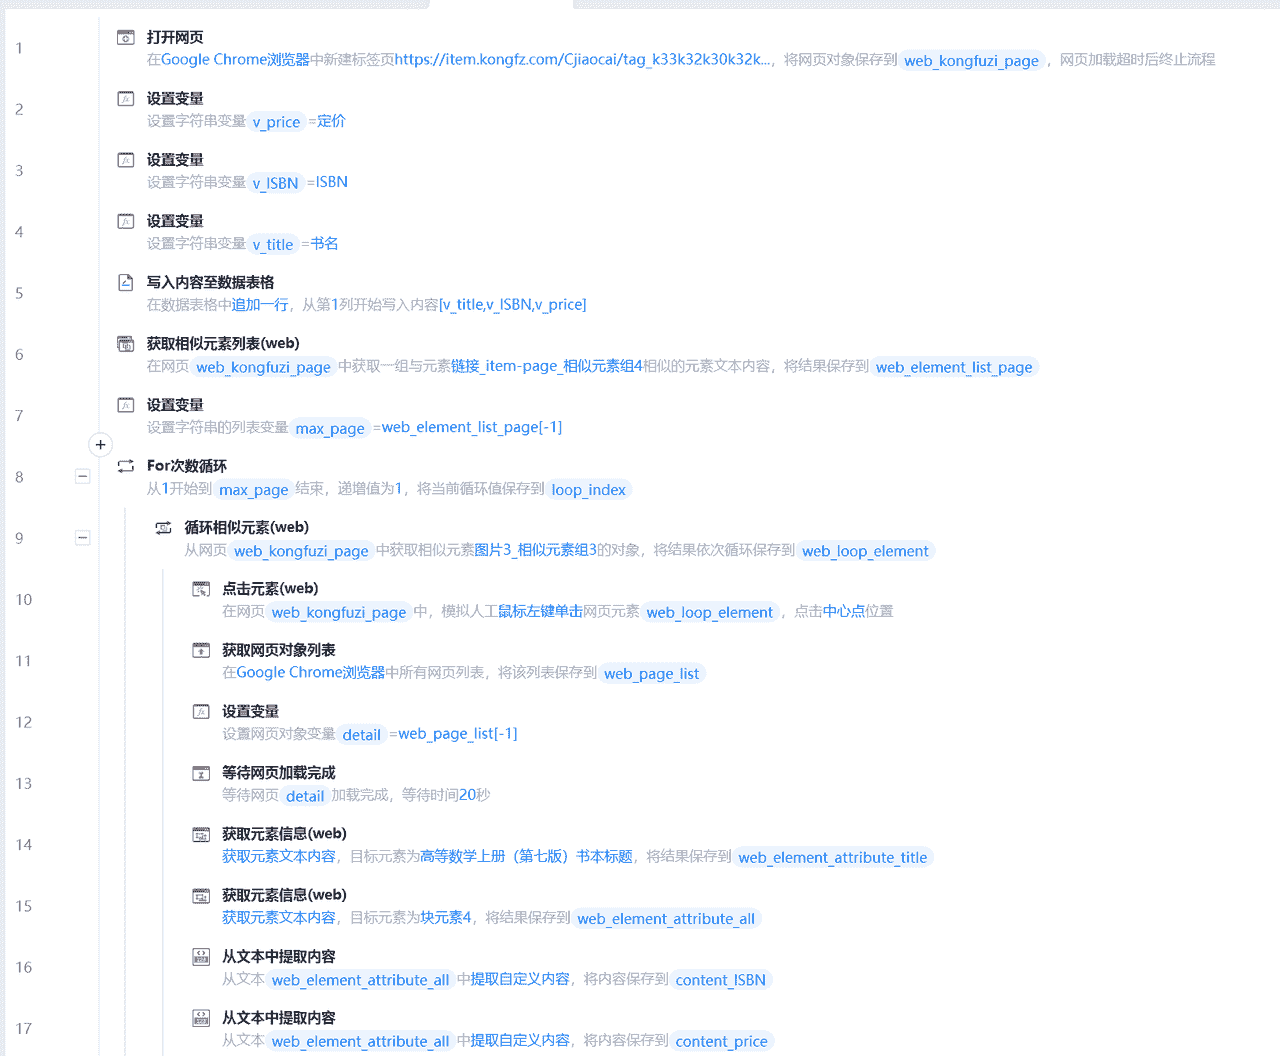 1
打开网页
在Google Chrome浏览器中新建标签页https://item.kongfz.com/Cjiaocai/tag_k33k32k30k32k...，将网页对象保存到 web_kongfuzi_page ，网页加载超时后终止流程
2
设置变量
设置字符串变量 v_price =定价
3
设置变量
设置字符串变量 v_ISBN =ISBN
4
设置变量
设置字符串变量 v_title =书名
5
写入内容至数据表格
在数据表格中追加一行，从第1列开始写入内容[v_title,v_ISBN,v_price]
6
获取相似元素列表(web)
在网页 web_kongfuzi_page 中获取一组与元素链接_item-page_相似元素组4相似的元素文本内容，将结果保存到 web_element_list_page
7
设置变量
设置字符串的列表变量 max_page =web_element_list_page[-1]
8
For次数循环
从1开始到 max_page 结束，递增值为1，将当前循环值保存到 loop_index
9
循环相似元素(web)
从网页 web_kongfuzi_page 中获取相似元素图片3_相似元素组3的对象，将结果依次循环保存到 web_loop_element
10
点击元素(web)
在网页 web_kongfuzi_page 中，模拟人工鼠标左键单击网页元素 web_loop_element ，点击中心点位置
11
获取网页对象列表
在Google Chrome浏览器中所有网页列表，将该列表保存到 web_page_list
12
设置变量
设置网页对象变量 detail =web_page_list[-1]
13
等待网页加载完成
等待网页 detail 加载完成，等待时间20秒
14
获取元素信息(web)
获取元素文本内容，目标元素为高等数学上册（第七版）书本标题，将结果保存到 web_element_attribute_title
15
获取元素信息(web)
获取元素文本内容，目标元素为块元素4，将结果保存到 web_element_attribute_all
16
从文本中提取内容
从文本 web_element_attribute_all 中提取自定义内容，将内容保存到 content_ISBN
17
从文本中提取内容
从文本 web_element_attribute_all 中提取自定义内容，将内容保存到 content_price